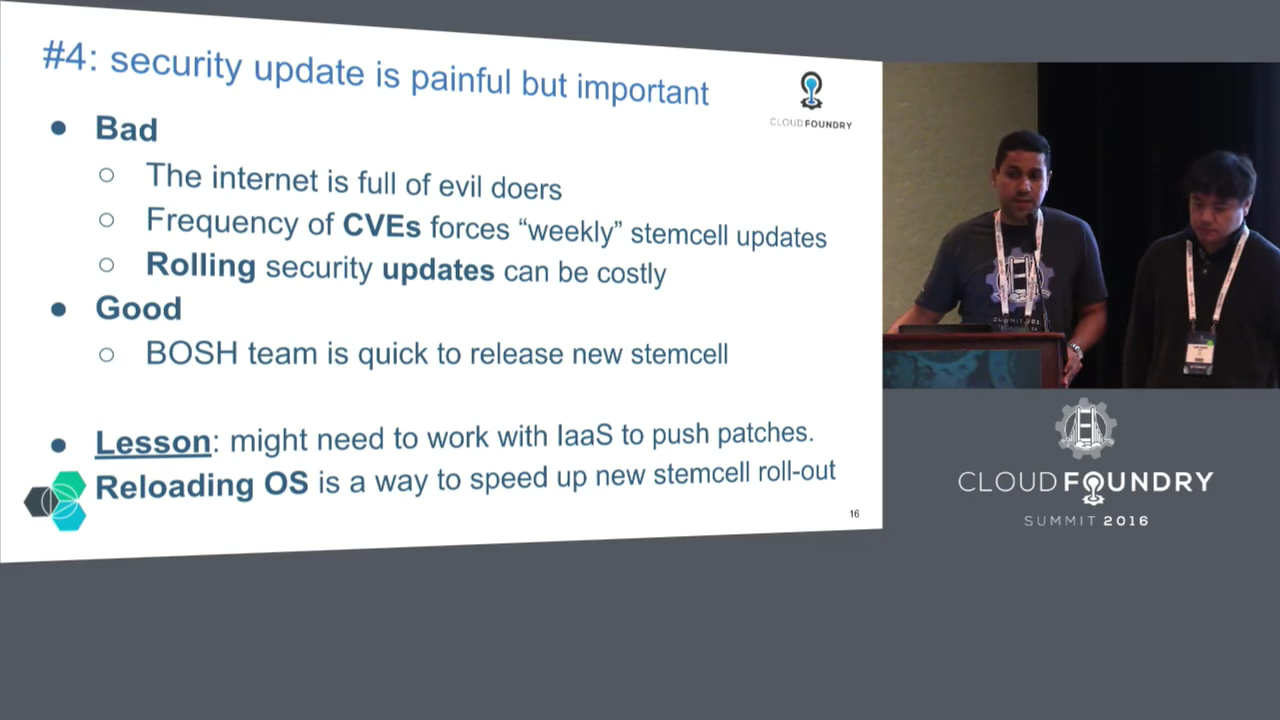 #4: security update is painful but important
CLOUDFOUNDRY
Bad
The internet is full of evil doers
Frequency of CVEs forces “weekly” stemcell updates
Rolling security updates can be costly
Good
BOSH team is quick to release new stemcell
Lesson: might need to work with IaaS to push patches.
Reloading OS is a way to speed up new stemcell roll-out
16
CLOUD FOUNDRY
SUMMIT 2016